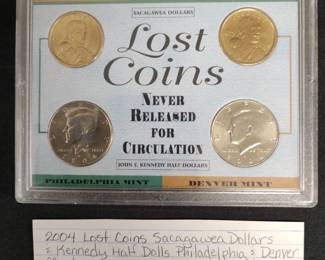 SACAGAWEA DOLLARS
Lost
Coins
NEVER
RELEASED
FOR
CIRCULATION
JOHN F. KENNEDY HALF DOLLARS
PHILADELPHIA MINT
DENVER MINT
2004 Lost Coins Sacagawea Dollars
& Kennedy Half Dolls Philadelphia & Denver